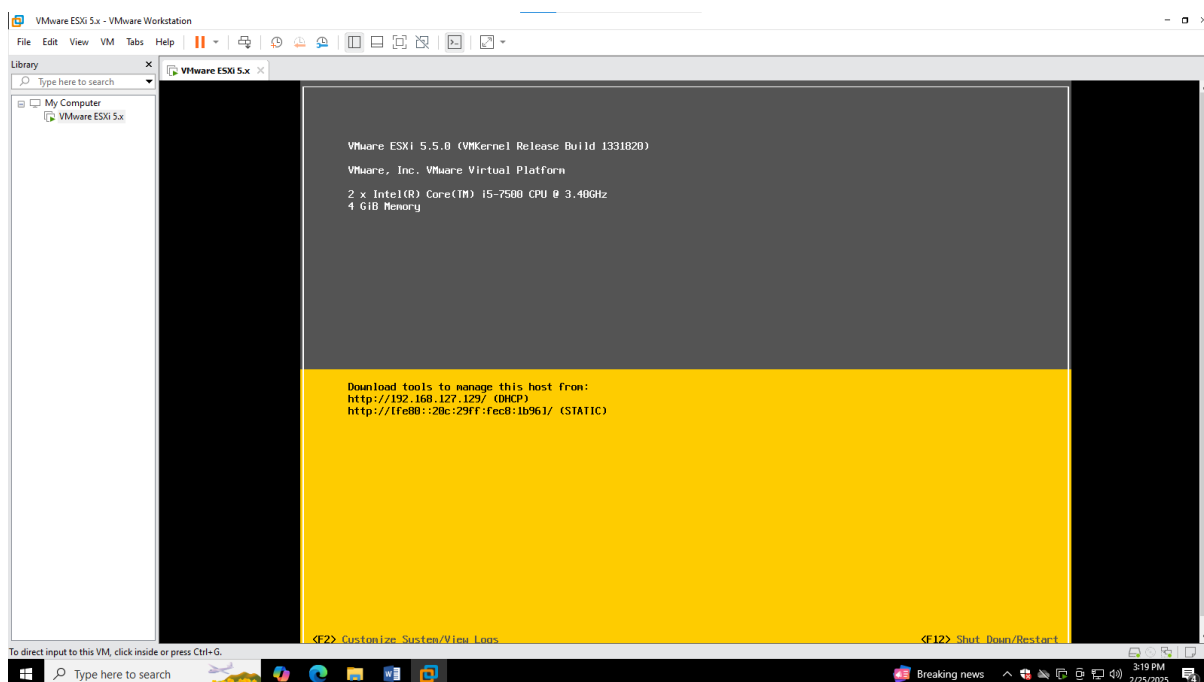 VMware ESXi 5.x - VMware Workstation
File Edit View VM Tabs Help
Library
Type here to search
My Computer
VMware ESXi 5.x
VMware ESXi 5.x
VMware ESXi 5.5.0 (VMKernel Release Build 1331820)
VMware, Inc. VMware Virtual Platform
2 x Intel(R) Core(TM) i5-7500 CPU @ 3.40GHz
4 GiB Memory
Download tools to manage this host from:
http://192.168.127.129/ (DHCP)
http://[fe80::20c:29ff:fec8:1b96]/ (STATIC)
<F2> Customize System/View Logs
<F12> Shut Down/Restart
To direct input to this VM, click inside or press Ctrl+G.
Type here to search
Breaking news
3:19 PM
2/25/2025
4